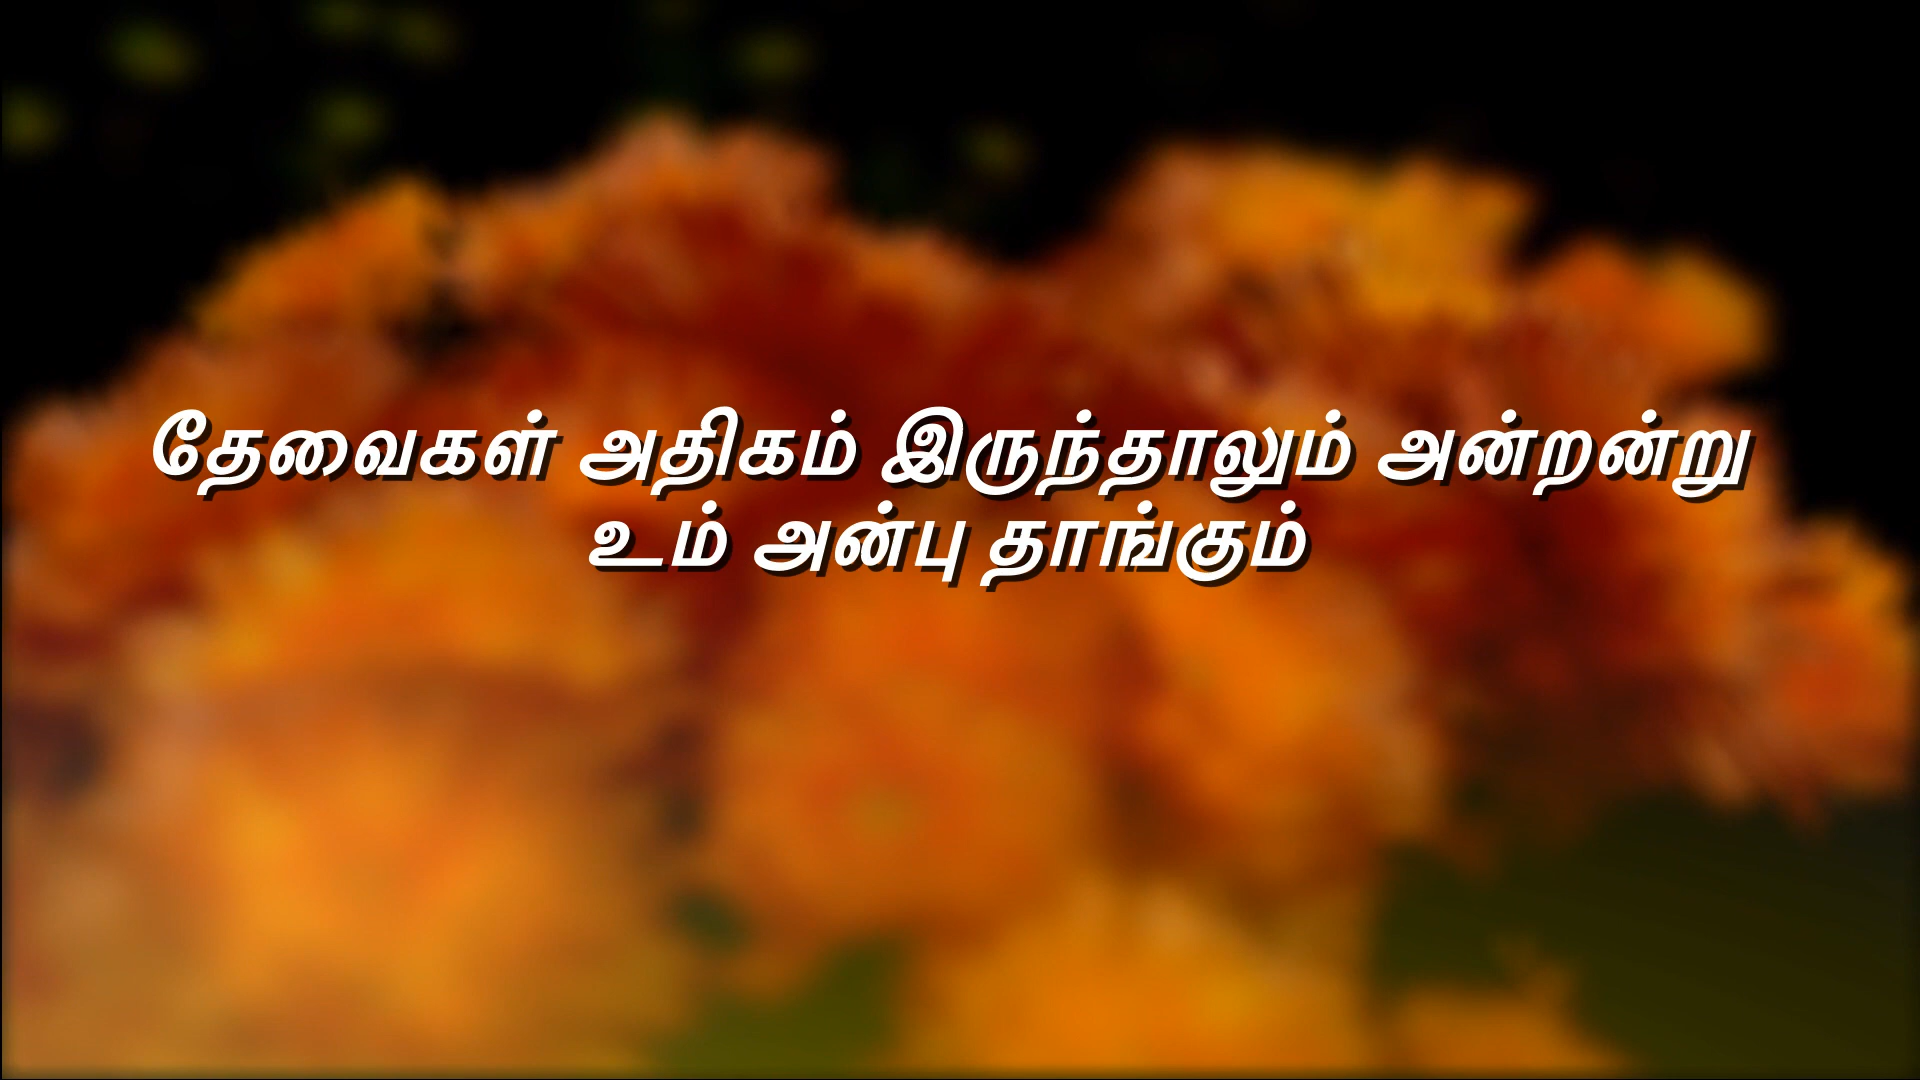 தேவைகள் அதிகம் இருந்தாலும் அன்றன்று
உம் அன்பு தாங்கும்